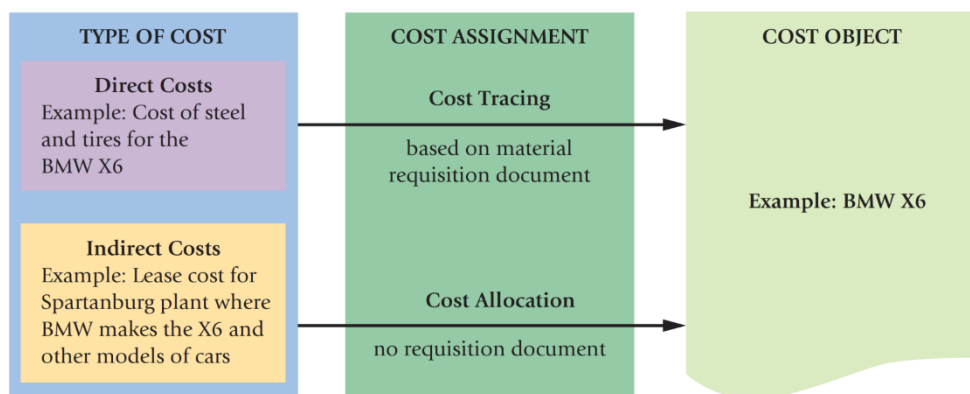 TYPE OF COST
Direct Costs
Example: Cost of steel
and tires for the
BMW X6
Indirect Costs
Example: Lease cost for
Spartanburg plant where
BMW makes the X6 and
other models of cars
COST ASSIGNMENT
Cost Tracing
based on material
requisition document
Cost Allocation
no requisition document
COST OBJECT
Example: BMW X6